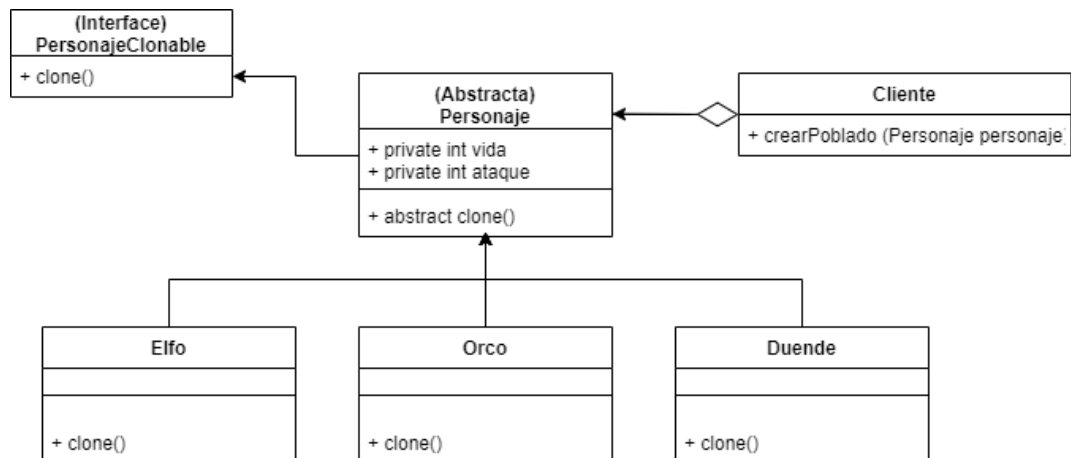 (Interface)
PersonajeClonable
+ clone()
(Abstracta)
Personaje
+ private int vida
+ private int ataque
+ abstract clone()
Cliente
+ crearPoblado (Personaje personaje)
Elfo
+ clone()
Orco
+ clone()
Duende
+ clone()